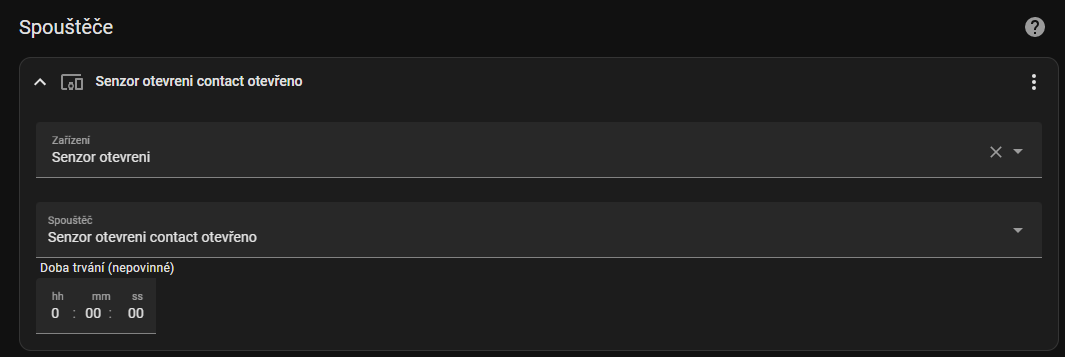 Spouštěče
Senzor otevreni contact otevřeno
Zařízení
Senzor otevreni
Spouštěč
Senzor otevreni contact otevřeno
Doba trvání (nepovinné)
hh mm ss
0 : 00 : 00